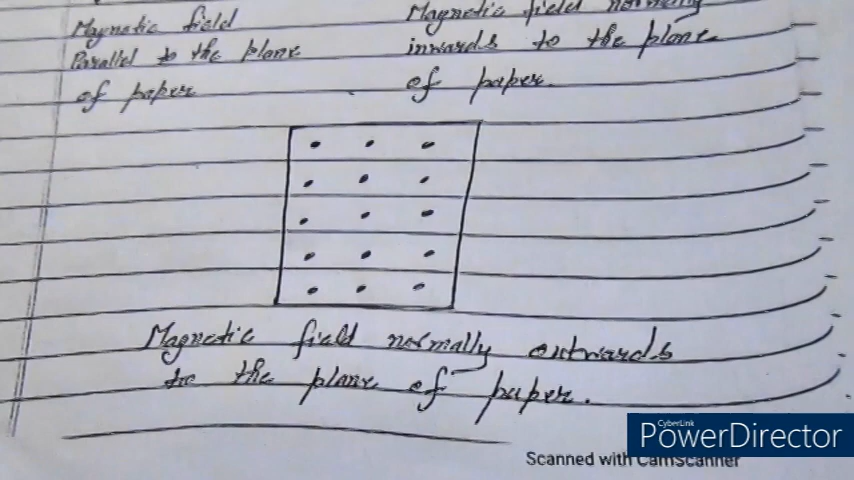 Magnetic field
Parallel to the plane
of paper
Magnetic field normally
inwards to the plane
of paper.
Magnetic field normally outwards
to the plane of paper.
CyberLink
PowerDirector
Scanned with CamScanner